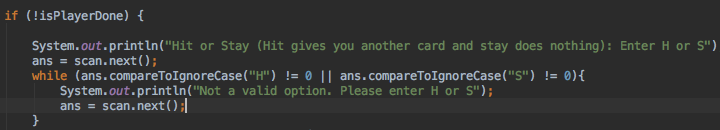 if (!isPlayerDone) {
System.out.println("Hit or Stay (Hit gives you another card and stay does nothing): Enter H or S")
ans = scan.next();
while (ans.compareToIgnoreCase("H") != 0 || ans.compareToIgnoreCase("S") != 0){
System.out.println("Not a valid option. Please enter H or S");
ans = scan.next();
}